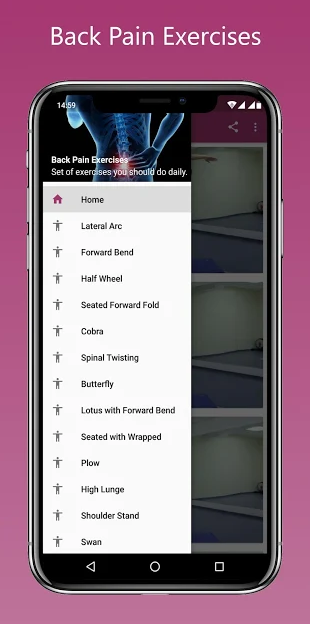 Back Pain Exercises
14:59
Back Pain Exercises
Set of exercises you should do daily.
Home
Lateral Arc
Forward Bend
Half Wheel
Seated Forward Fold
Cobra
Spinal Twisting
Butterfly
Lotus with Forward Bend
Seated with Wrapped
Plow
High Lunge
Shoulder Stand
Swan